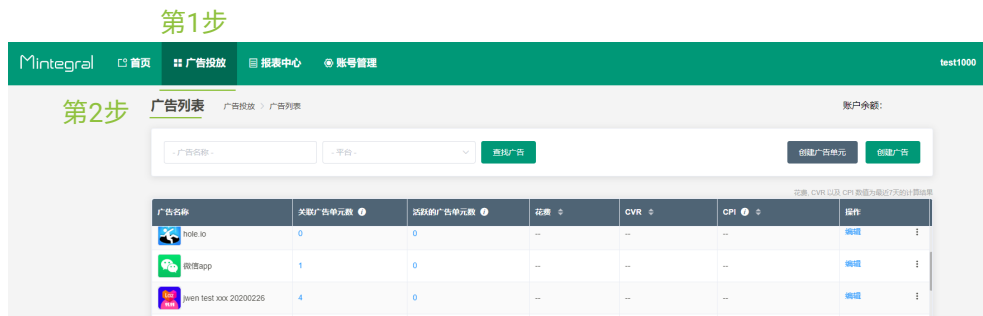 第1步
Mintegral 首页 广告投放 报表中心 账号管理 test1000
第2步 广告列表 广告投放 > 广告列表 账户余额:
- 广告名称 - - 平台 - 查找广告 创建广告单元 创建广告
花费, CVR 以及 CPI 数值为最近7天的计算结果
广告名称 关联广告单元数 活跃的广告单元数 花费 CVR CPI 操作
hole.io 0 0 -- -- -- 编辑
微信app 1 0 -- -- -- 编辑
jwen test xxx 20200226 4 0 -- -- -- 编辑